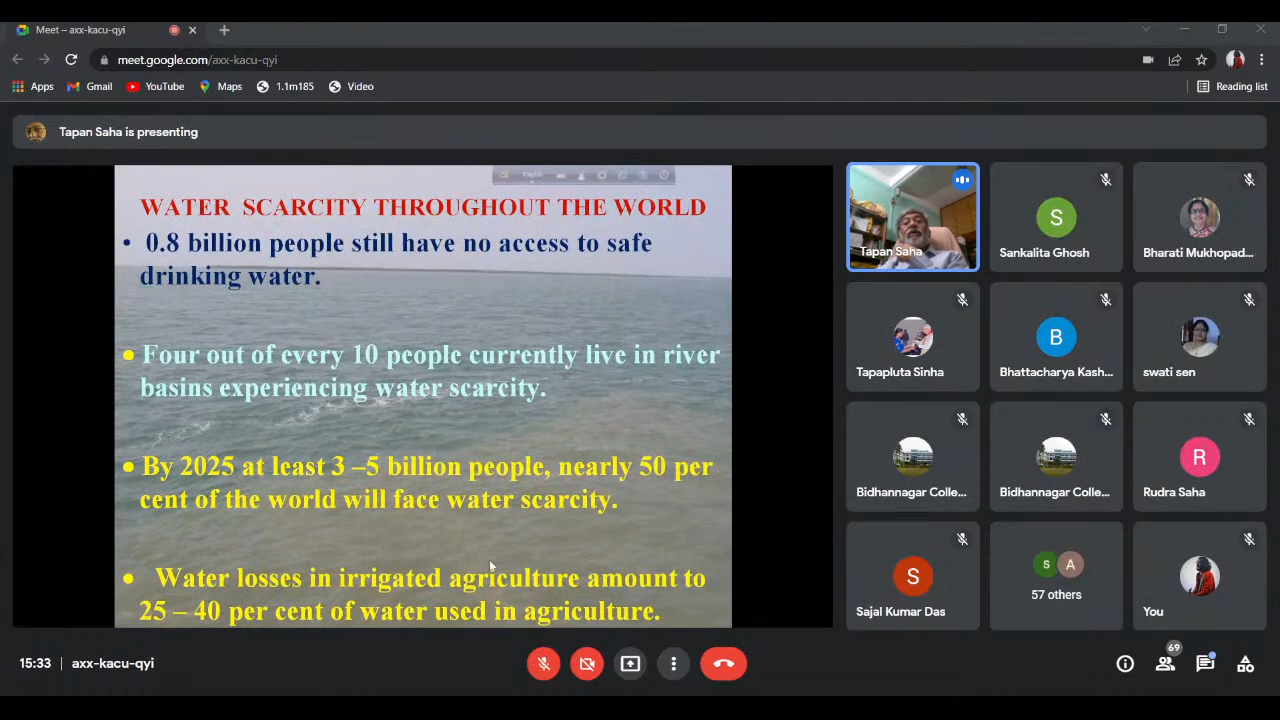 Meet – axx-kacu-qyi
meet.google.com/axx-kacu-qyi
Apps
Gmail
YouTube
Maps
1.1m185
Video
Reading list
Tapan Saha is presenting
English
WATER SCARCITY THROUGHOUT THE WORLD
• 0.8 billion people still have no access to safe
drinking water.
• Four out of every 10 people currently live in river
basins experiencing water scarcity.
• By 2025 at least 3 –5 billion people, nearly 50 per
cent of the world will face water scarcity.
• Water losses in irrigated agriculture amount to
25 – 40 per cent of water used in agriculture.
Tapan Saha
S
Sankalita Ghosh
Bharati Mukhopad...
Tapapluta Sinha
B
Bhattacharya Kash...
swati sen
Bidhannagar Colle...
Bidhannagar Colle...
R
Rudra Saha
S
Sajal Kumar Das
S A
57 others
You
15:33 | axx-kacu-qyi
69